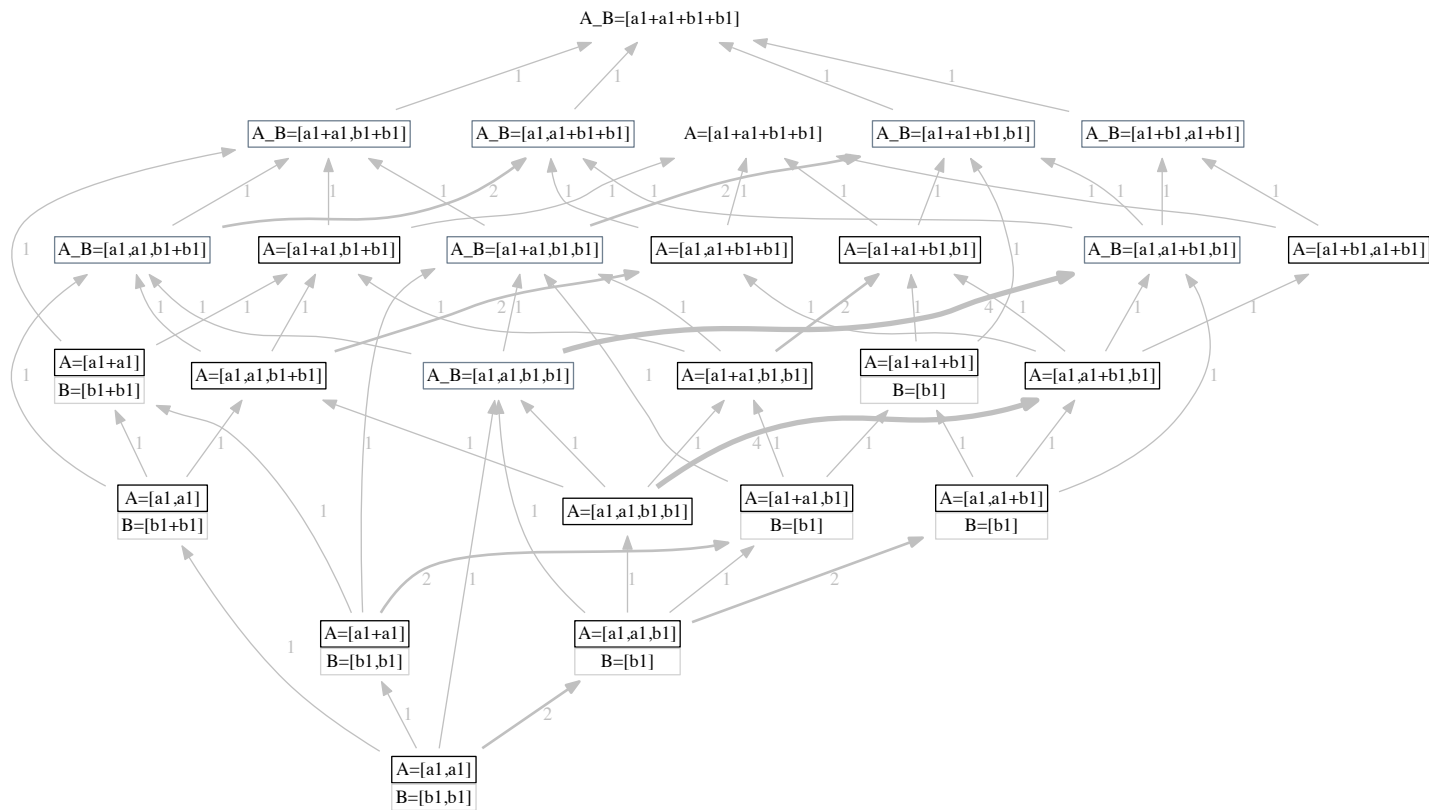 A_B=[a1+a1+b1+b1]
1
1
1
1
A_B=[a1+a1,b1+b1]
A_B=[a1,a1+b1+b1]
A=[a1+a1+b1+b1]
A_B=[a1+a1+b1,b1]
A_B=[a1+b1,a1+b1]
1
2
1
1
1
1
2
1
1
1
1
1
1
1
1
A_B=[a1,a1,b1+b1]
A=[a1+a1,b1+b1]
A_B=[a1+a1,b1,b1]
A=[a1,a1+b1+b1]
A=[a1+a1+b1,b1]
A_B=[a1,a1+b1,b1]
A=[a1+b1,a1+b1]
1
1
1
1
1
1
2
1
1
1
1
2
1
4
1
1
1
A=[a1+a1]
B=[b1+b1]
A=[a1,a1,b1+b1]
A_B=[a1,a1,b1,b1]
A=[a1+a1,b1,b1]
A=[a1+a1+b1]
B=[b1]
A=[a1,a1+b1,b1]
1
1
1
1
1
1
1
1
4
1
1
1
1
A=[a1,a1]
B=[b1+b1]
A=[a1,a1,b1,b1]
A=[a1+a1,b1]
B=[b1]
A=[a1,a1+b1]
B=[b1]
1
1
2
1
1
1
2
A=[a1+a1]
B=[b1,b1]
A=[a1,a1,b1]
B=[b1]
1
1
2
A=[a1,a1]
B=[b1,b1]